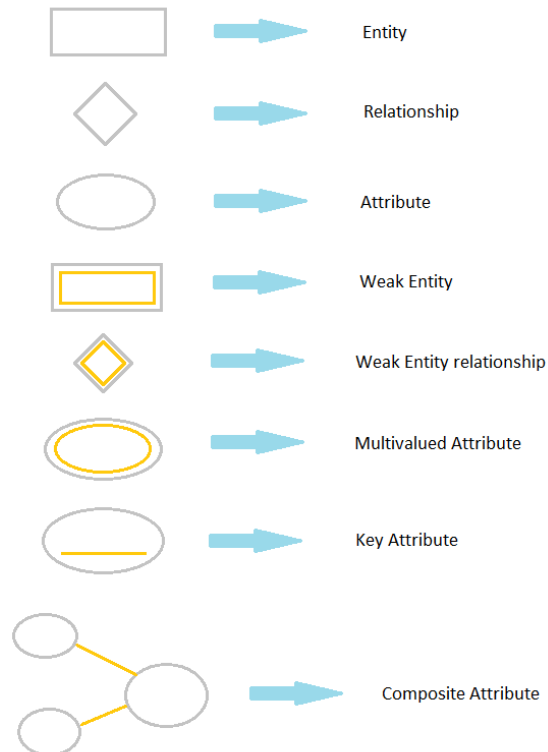 Entity
Relationship
Attribute
Weak Entity
Weak Entity relationship
Multivalued Attribute
Key Attribute
Composite Attribute